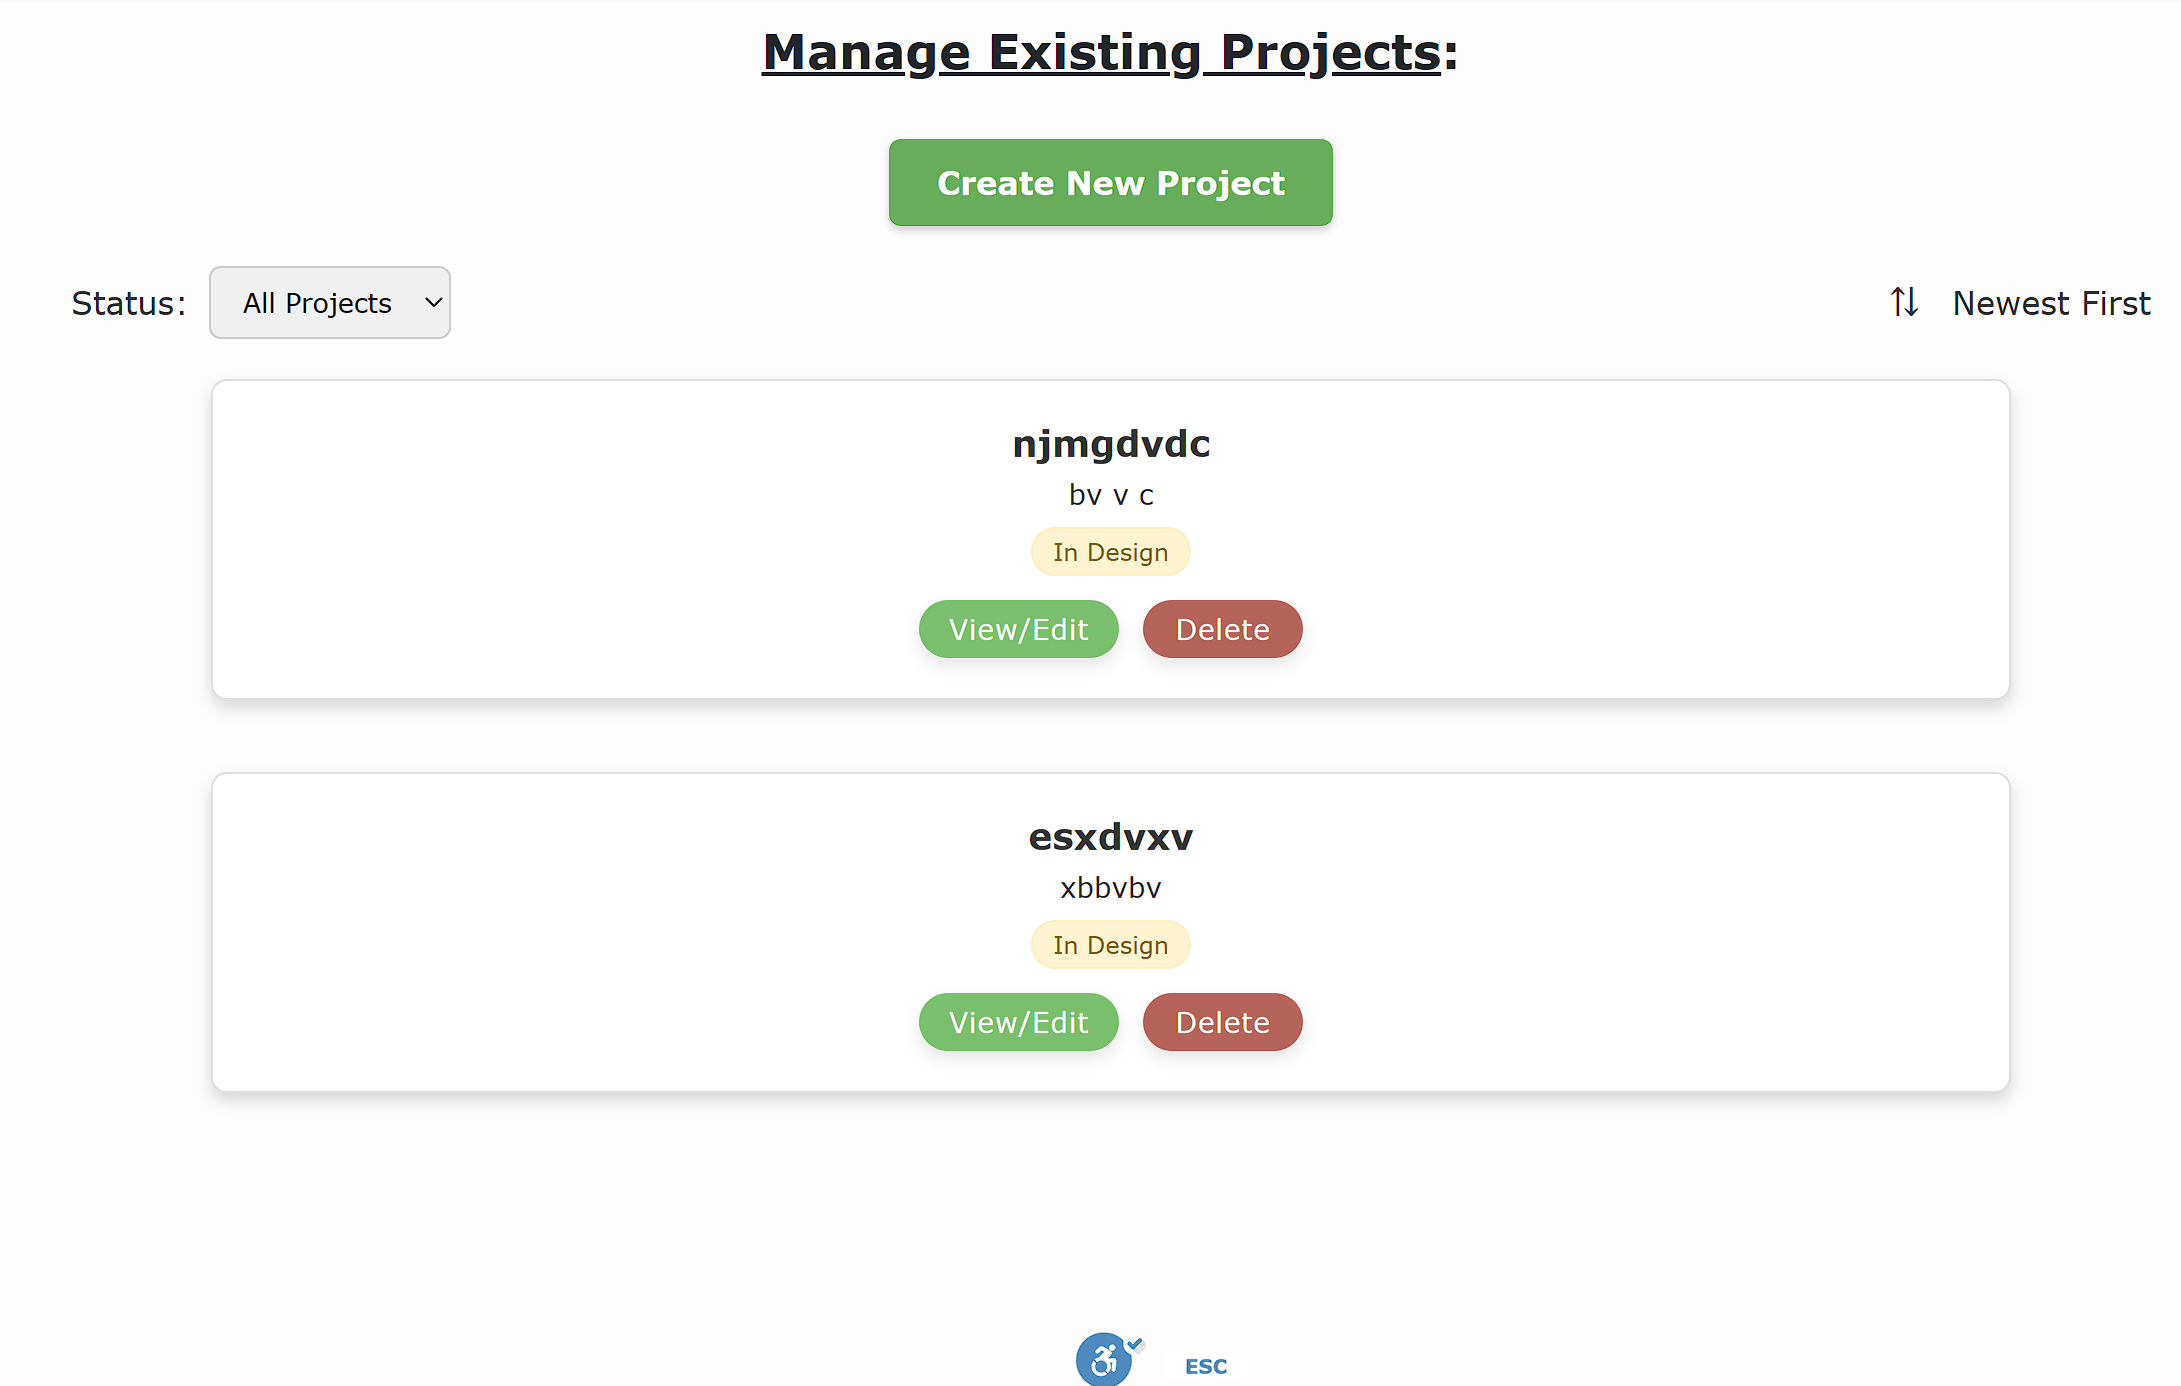 Manage Existing Projects:
Create New Project
Status: All Projects
Newest First
njmgdvdc
bv v c
In Design
View/Edit Delete
esxdvxv
xbbvbv
In Design
View/Edit Delete
ESC